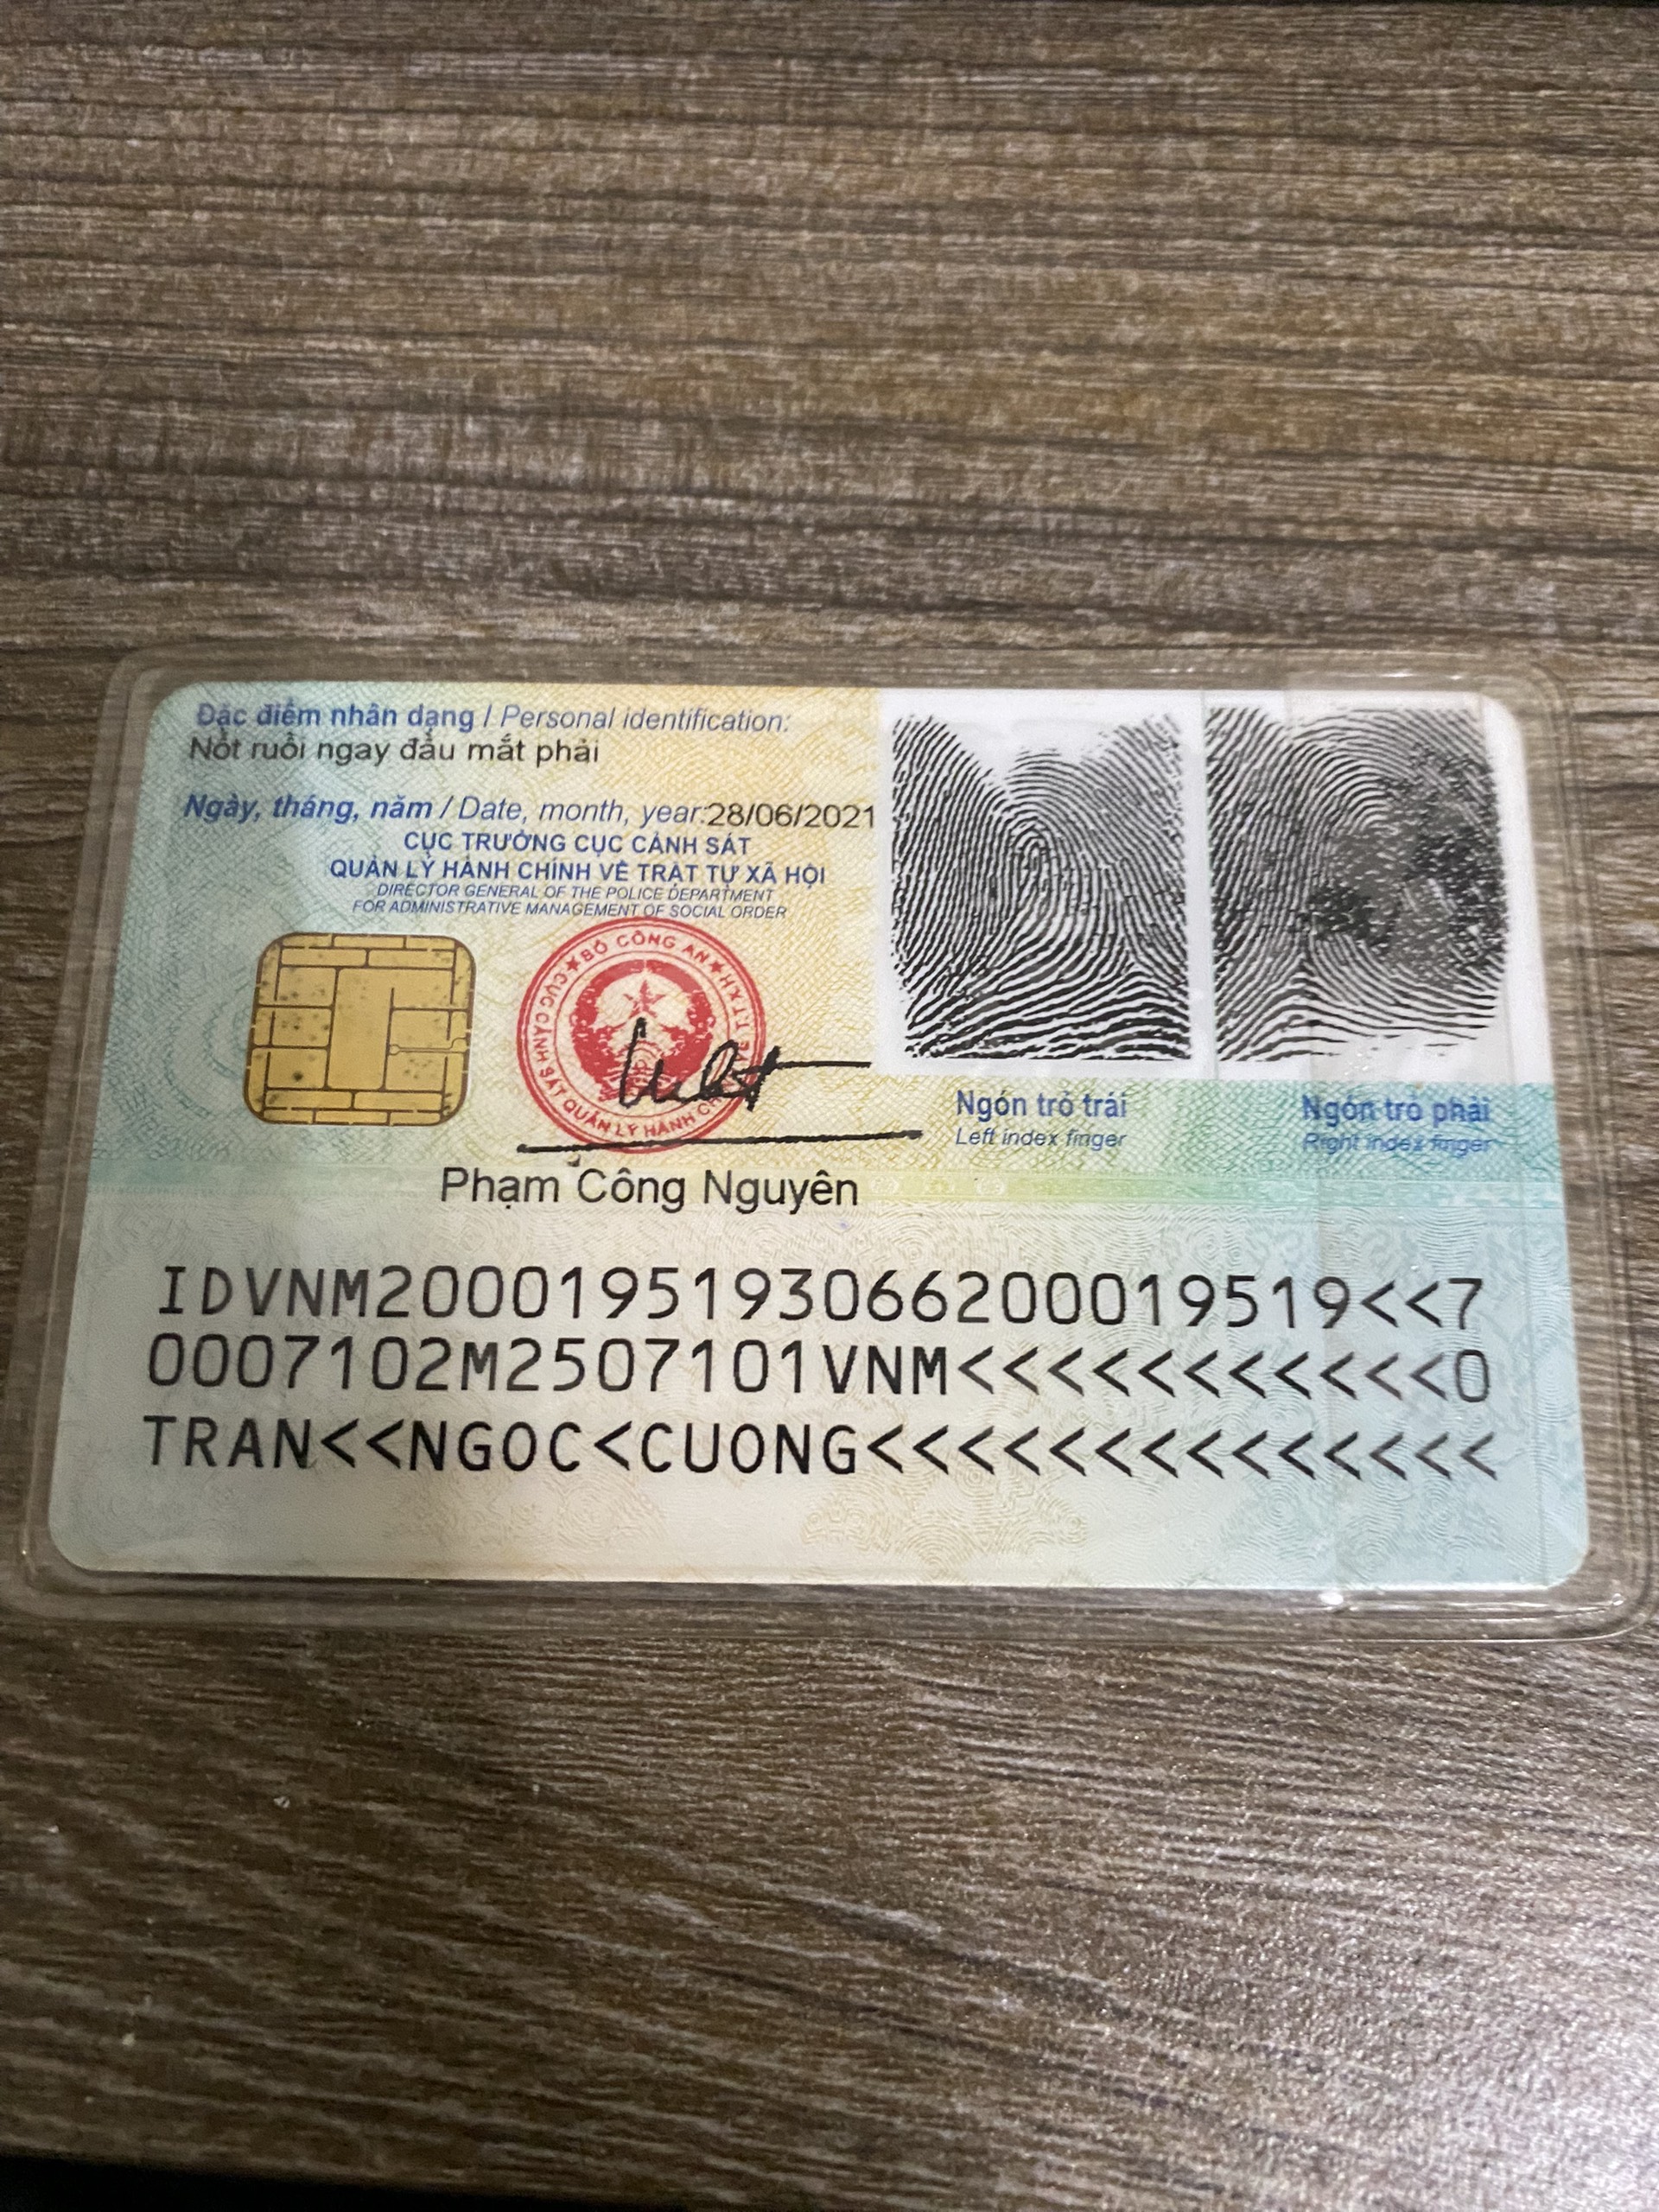 Đặc điểm nhân dạng / Personal identification:
Nốt ruồi ngay đầu mắt phải
Ngày, tháng, năm / Date, month, year:28/06/2021
CỤC TRƯỞNG CỤC CẢNH SÁT
QUẢN LÝ HÀNH CHÍNH VỀ TRẬT TỰ XÃ HỘI
DIRECTOR GENERAL OF THE POLICE DEPARTMENT
FOR ADMINISTRATIVE MANAGEMENT OF SOCIAL ORDER
BỘ CÔNG AN
CỤC CẢNH SÁT QUẢN LÝ HÀNH
Ngón trỏ trái
Left index finger
Ngón trỏ phải
Right index finger
Phạm Công Nguyên
IDVNM2000195193066200019519<<7
0007102M2507101VNM<<<<<<<<<<<0
TRAN<<NGOC<CUONG<<<<<<<<<<<<<<